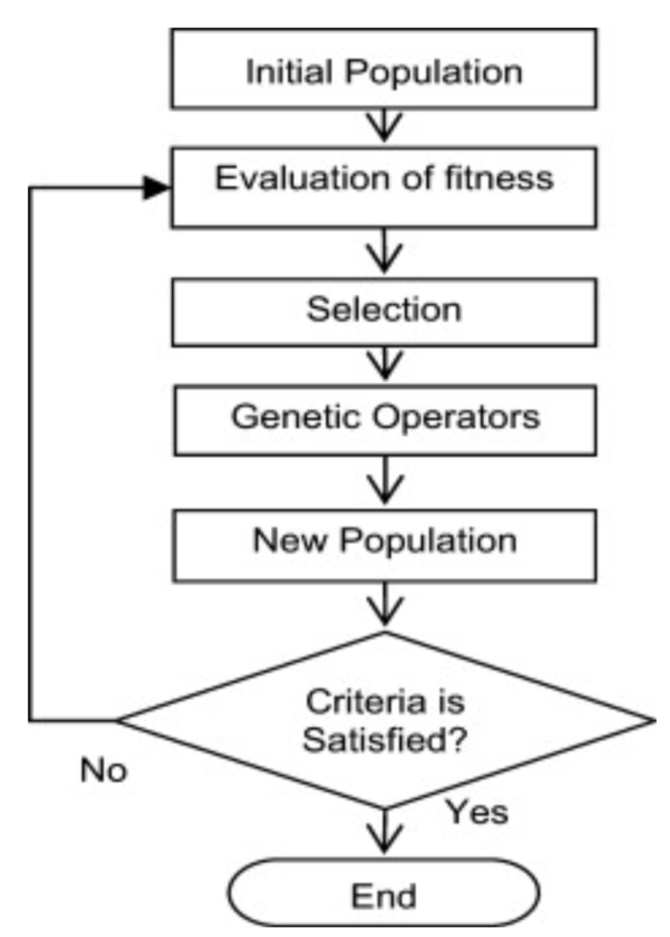 Initial Population
Evaluation of fitness
Selection
Genetic Operators
New Population
Criteria is
Satisfied?
No
Yes
End